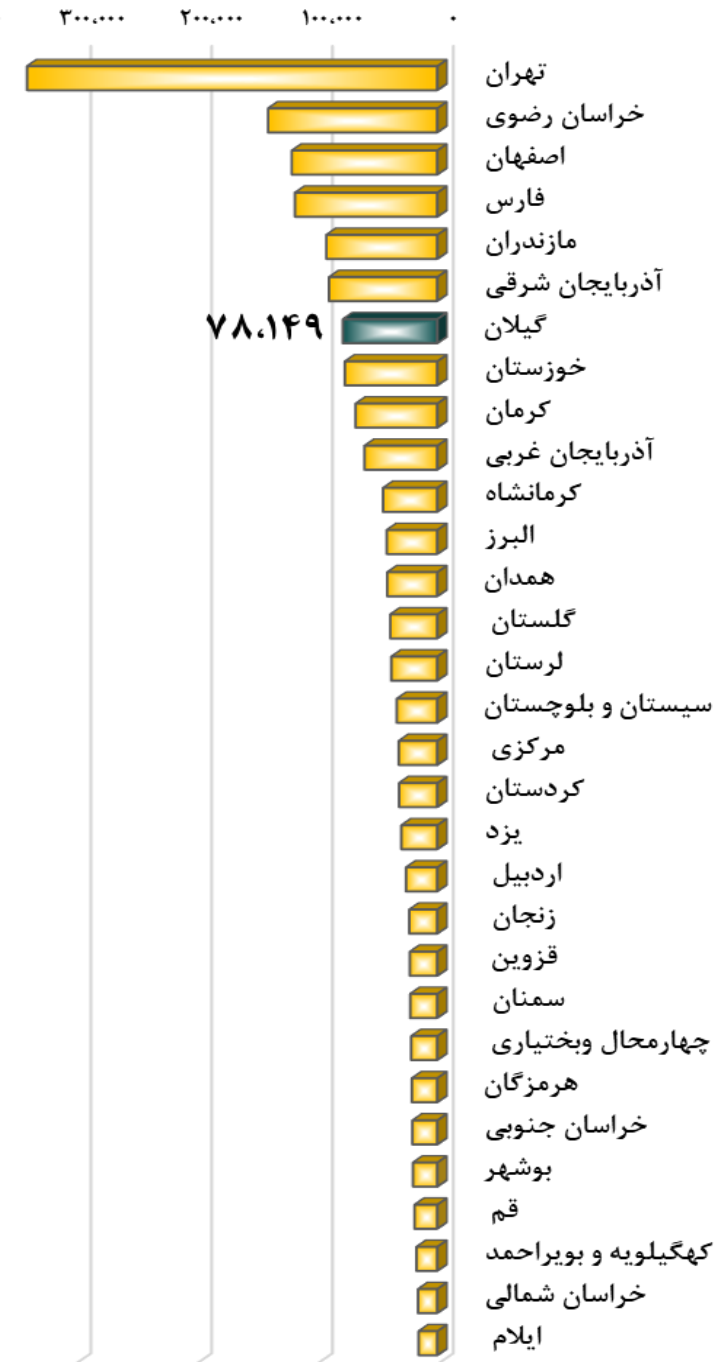 ۳۰۰،۰۰۰ ۲۰۰،۰۰۰ ۱۰۰،۰۰۰ ۰
تهران
خراسان رضوی
اصفهان
فارس
مازندران
آذربایجان شرقی
گیلان ۷۸،۱۴۹
خوزستان
کرمان
آذربایجان غربی
کرمانشاه
البرز
همدان
گلستان
لرستان
سیستان و بلوچستان
مرکزی
کردستان
یزد
اردبیل
زنجان
قزوین
سمنان
چهارمحال وبختیاری
هرمزگان
خراسان جنوبی
بوشهر
قم
کهگیلویه و بویراحمد
خراسان شمالی
ایلام